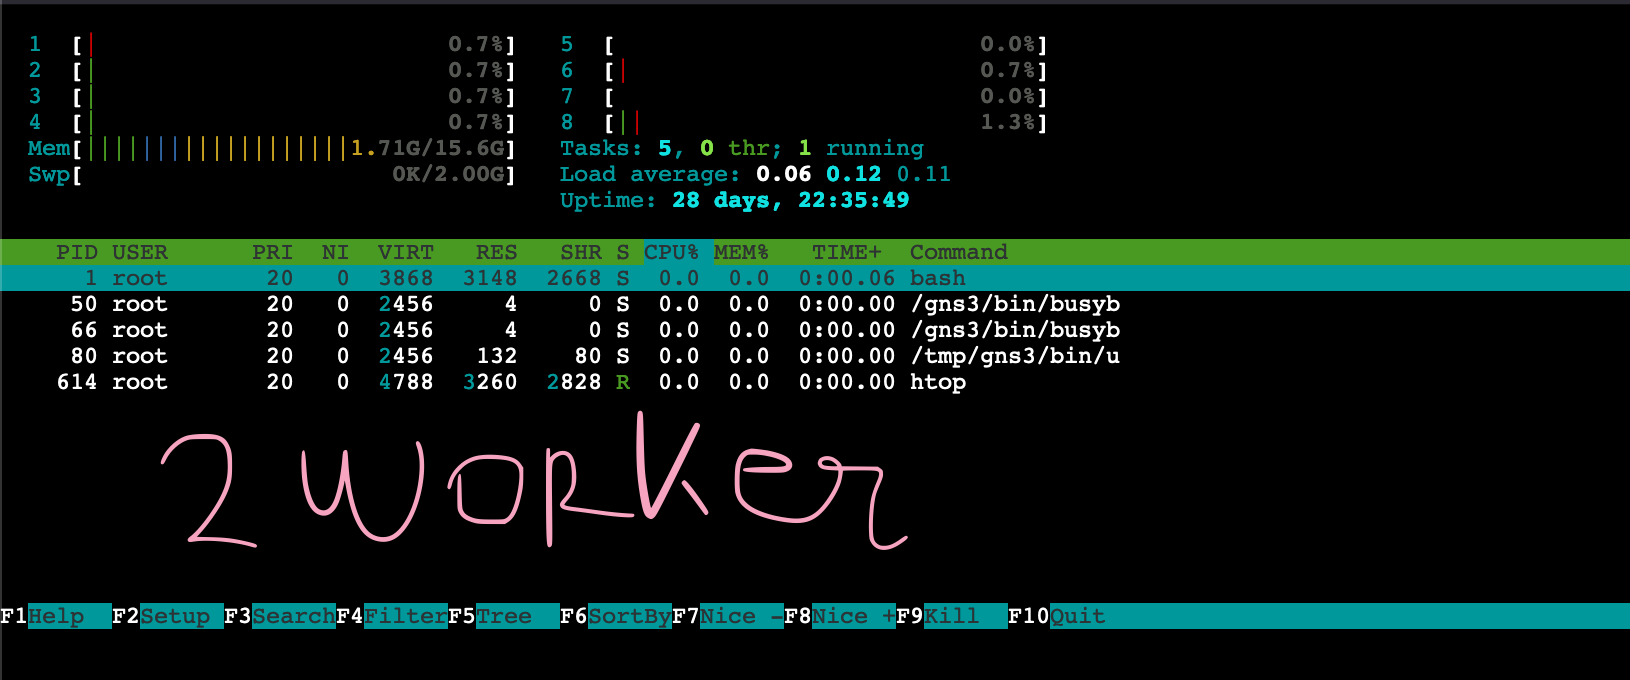 1 [| 0.7%] 5 [ 0.0%]
2 [| 0.7%] 6 [| 0.7%]
3 [| 0.7%] 7 [ 0.0%]
4 [| 0.7%] 8 [|| 1.3%]
Mem[|||||||||||||||||||1.71G/15.6G] Tasks: 5, 0 thr; 1 running
Swp[ 0K/2.00G] Load average: 0.06 0.12 0.11
Uptime: 28 days, 22:35:49
PID USER PRI NI VIRT RES SHR S CPU% MEM% TIME+ Command
1 root 20 0 3868 3148 2668 S 0.0 0.0 0:00.06 bash
50 root 20 0 2456 4 0 S 0.0 0.0 0:00.00 /gns3/bin/busyb
66 root 20 0 2456 4 0 S 0.0 0.0 0:00.00 /gns3/bin/busyb
80 root 20 0 2456 132 80 S 0.0 0.0 0:00.00 /tmp/gns3/bin/u
614 root 20 0 4788 3260 2828 R 0.0 0.0 0:00.00 htop
2 worker
F1Help F2Setup F3SearchF4FilterF5Tree F6SortByF7Nice -F8Nice +F9Kill F10Quit